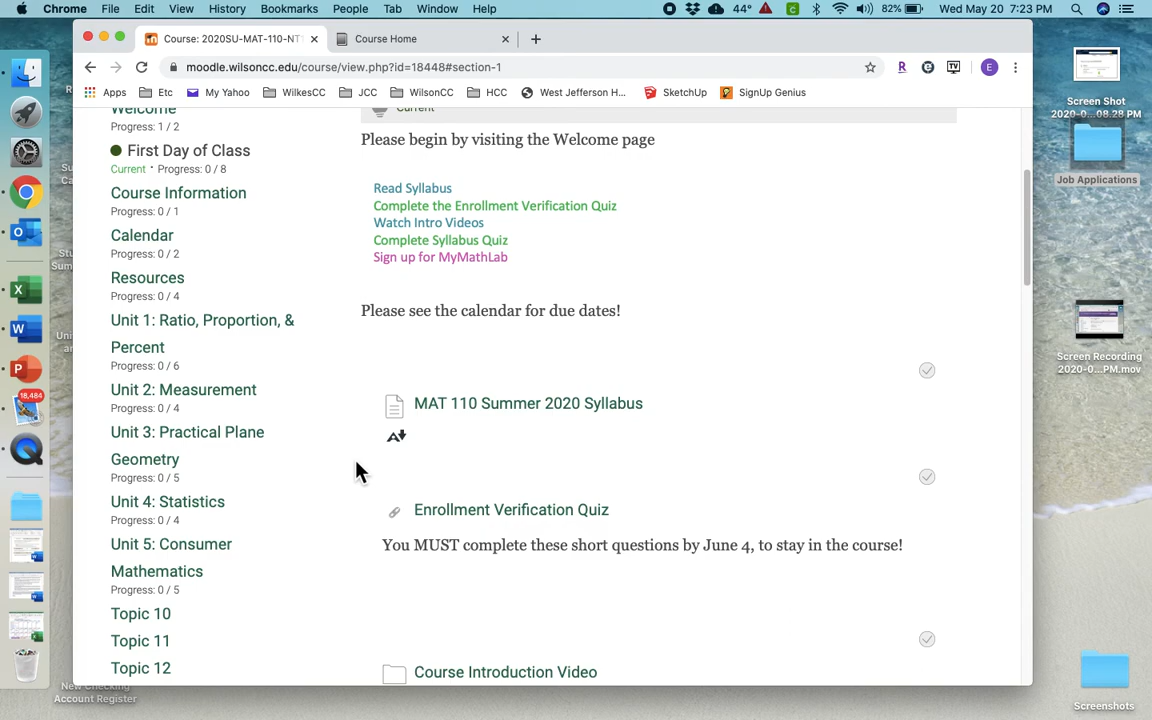 Chrome File Edit View History Bookmarks People Tab Window Help 44° 82% Wed May 20 7:23 PM
Course: 2020SU-MAT-110-NT Course Home
moodle.wilsoncc.edu/course/view.php?id=18448#section-1
Apps Etc My Yahoo WilkesCC JCC WilsonCC HCC West Jefferson H... SketchUp SignUp Genius
Welcome
Progress: 1 / 2
First Day of Class
Current · Progress: 0 / 8
Course Information
Progress: 0 / 1
Calendar
Progress: 0 / 2
Resources
Progress: 0 / 4
Unit 1: Ratio, Proportion, &
Percent
Progress: 0 / 6
Unit 2: Measurement
Progress: 0 / 4
Unit 3: Practical Plane
Geometry
Progress: 0 / 5
Unit 4: Statistics
Progress: 0 / 4
Unit 5: Consumer
Mathematics
Progress: 0 / 5
Topic 10
Topic 11
Topic 12
Current
Please begin by visiting the Welcome page
Read Syllabus
Complete the Enrollment Verification Quiz
Watch Intro Videos
Complete Syllabus Quiz
Sign up for MyMathLab
Please see the calendar for due dates!
MAT 110 Summer 2020 Syllabus
Enrollment Verification Quiz
You MUST complete these short questions by June 4, to stay in the course!
Course Introduction Video
Screen Shot
2020-0...08.28 PM
Job Applications
Screen Recording
2020-0...PM.mov
Screenshots
18,484
New Checking
Account Register